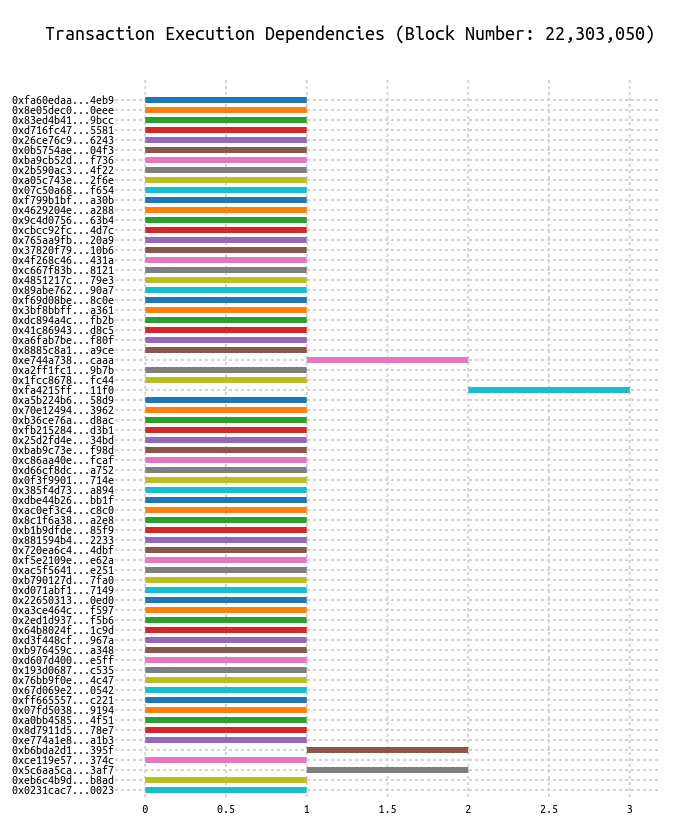 Transaction Execution Dependencies (Block Number: 22,303,050)
0xfa60edaa...4eb9
0x8e05dec0...0eee
0x83ed4b41...9bcc
0xd716fc47...5581
0x26ce76c9...6243
0x0b5754ae...04f3
0xba9cb52d...f736
0x2b590ac3...4f22
0xa05c743e...2f6e
0x07c50a68...f654
0xf799b1bf...a30b
0x4629204e...a288
0x9c4d0756...63b4
0xcbcc92fc...4d7c
0x765aa9fb...20a9
0x37820f79...10b6
0x4f268c46...431a
0xc667f83b...8121
0x4851217c...79e3
0x89abe762...90a7
0xf69d08be...8c0e
0x3bf8bbff...a361
0xdc894a4c...fb2b
0x41c86943...d8c5
0xa6fab7be...f80f
0x8885c8a1...a9ce
0xe744a738...caaa
0xa2ff1fc1...9b7b
0x1fcc8678...fc44
0xfa4215ff...11f0
0xa5b224b6...58d9
0x70e12494...3962
0xb36ce76a...d8ac
0xfb215284...d3b1
0x25d2fd4e...34bd
0xbab9c73e...f98d
0xc86aa40e...fcaf
0xd66cf8dc...a752
0x0f3f9901...714e
0x385f4d73...a894
0xdbe44b26...bb1f
0xac0ef3c4...c8c0
0x8c1f6a38...a2e8
0xb1b9dfde...85f9
0x881594b4...2233
0x720ea6c4...4dbf
0xf5e2109e...e62a
0xac5f5641...e251
0xb790127d...7fa0
0xd071abf1...7149
0x22650313...0ed0
0xa3ce464c...f597
0x2ed1d937...f5b6
0x64b8024f...1c9d
0xd3f448cf...967a
0xb976459c...a348
0xd607d400...e5ff
0x193d0687...c535
0x76bb9f0e...4c47
0x67d069e2...0542
0xff665557...c221
0x07fd5038...9194
0xa0bb4585...4f51
0x8d7911d5...78e7
0xe774a1e8...a1b3
0xb6bda2d1...395f
0xce119e57...374c
0x5c6aa5ca...3af7
0xeb6c4b9d...b8ad
0x0231cac7...0023
0 0.5 1 1.5 2 2.5 3